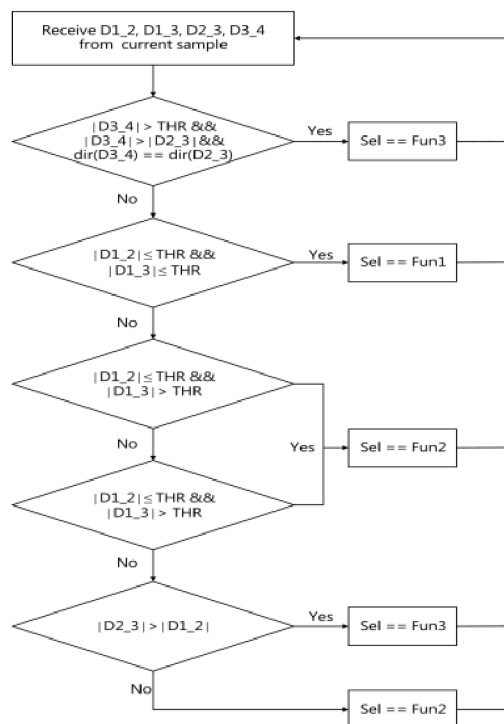 Receive D1_2, D1_3, D2_3, D3_4
from current sample
|D3_4| > THR &&
|D3_4| > |D2_3| &&
dir(D3_4) == dir(D2_3)
Yes
Sel == Fun3
No
|D1_2| ≤ THR &&
|D1_3| ≤ THR
Yes
Sel == Fun1
No
|D1_2| ≤ THR &&
|D1_3| > THR
No
Yes
Sel == Fun2
|D1_2| ≤ THR &&
|D1_3| > THR
No
|D2_3| > |D1_2|
Yes
Sel == Fun3
No
Sel == Fun2